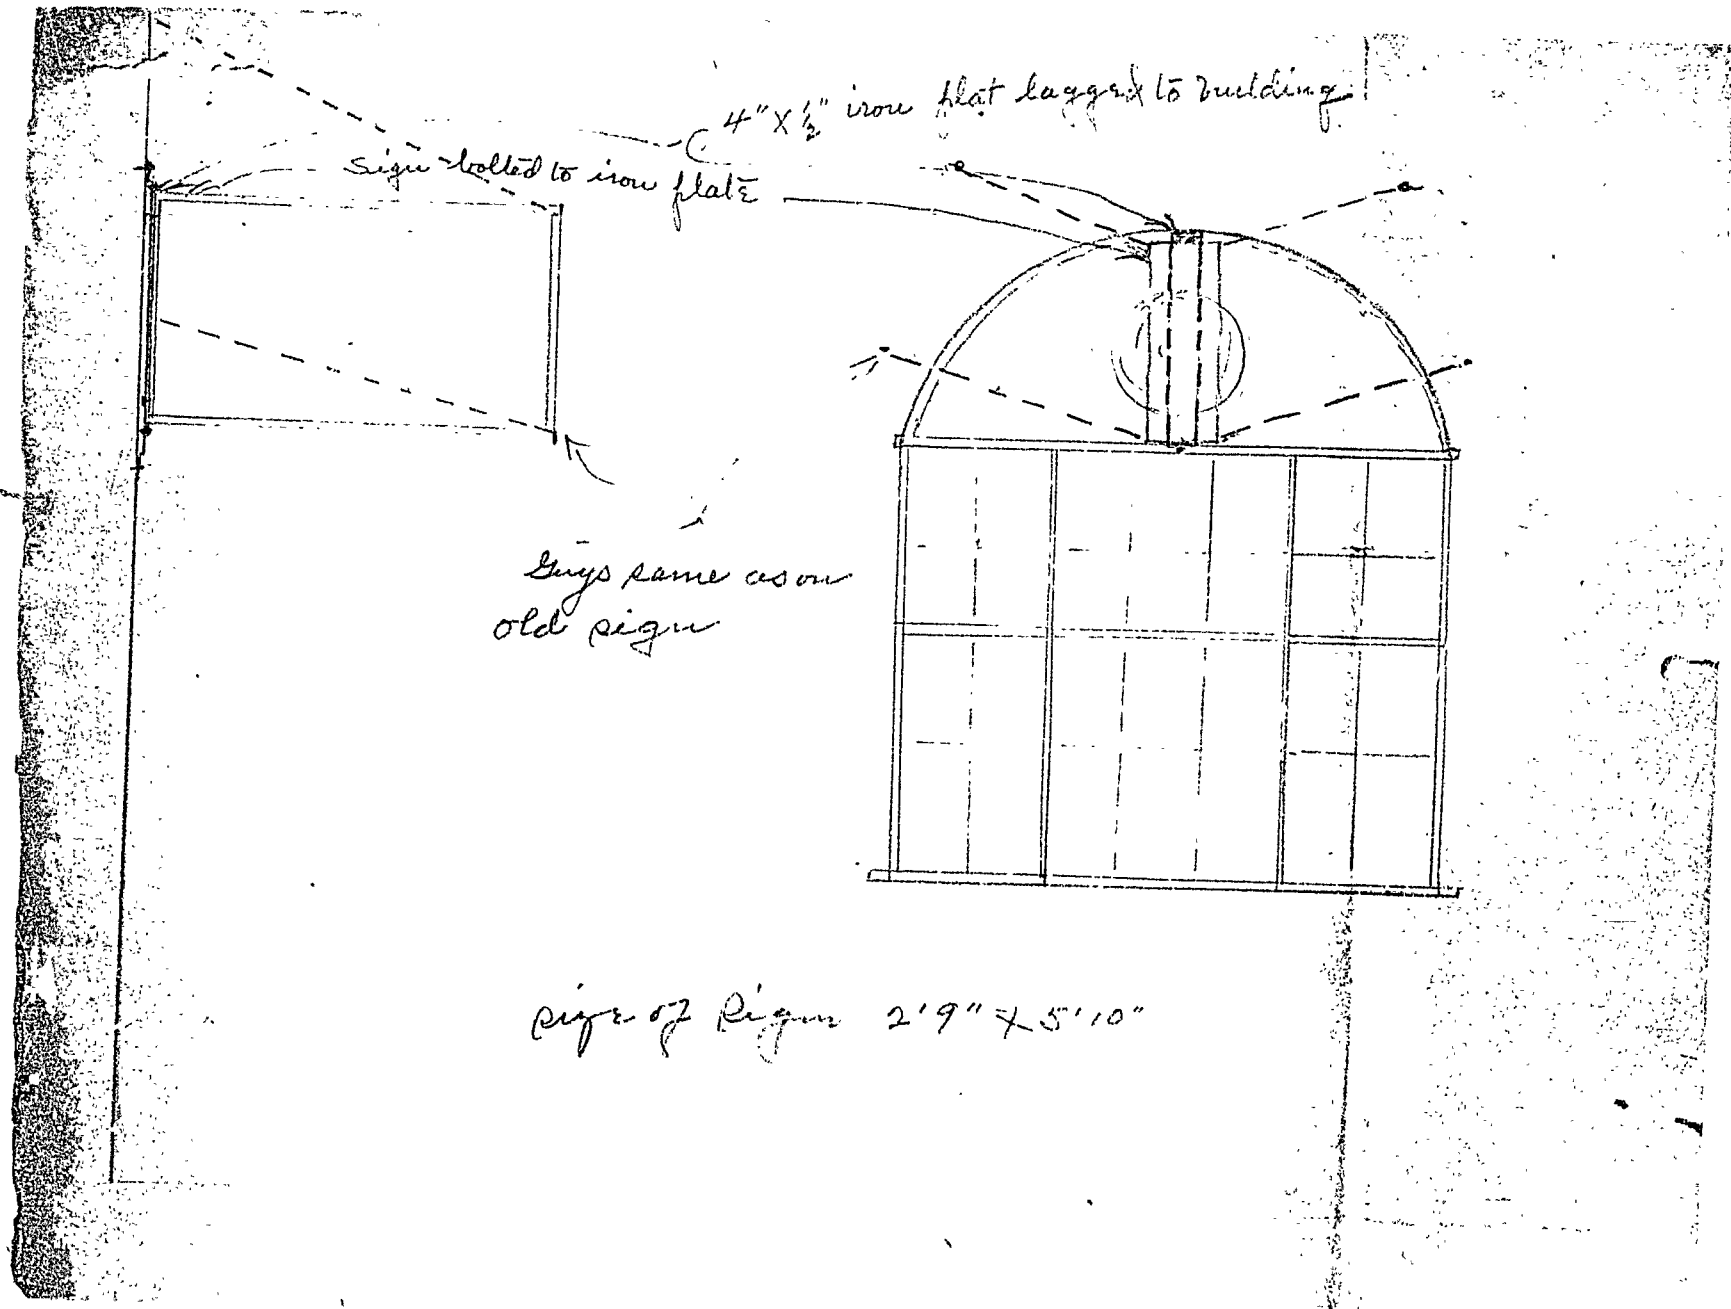 4" x ½" iron flat lagged to building
sign bolted to iron plate
Guys same as on
old sign
size of sign 2'9" x 5'10"